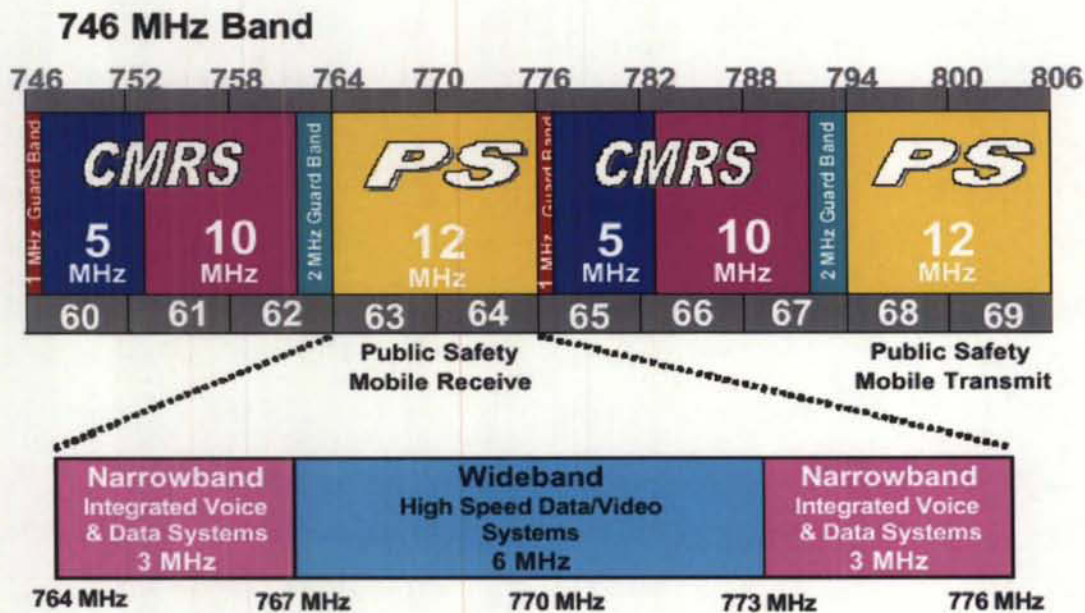 746 MHz Band
746 752 758 764 770 776 782 788 794 800 806
1 MHz Guard Band
CMRS
5 MHz
10 MHz
2 MHz Guard Band
PS
12 MHz
1 MHz Guard Band
CMRS
5 MHz
10 MHz
2 MHz Guard Band
PS
12 MHz
60 61 62 63 64 65 66 67 68 69
Public Safety
Mobile Receive
Public Safety
Mobile Transmit
Narrowband
Integrated Voice
& Data Systems
3 MHz
Wideband
High Speed Data/Video
Systems
6 MHz
Narrowband
Integrated Voice
& Data Systems
3 MHz
764 MHz 767 MHz 770 MHz 773 MHz 776 MHz